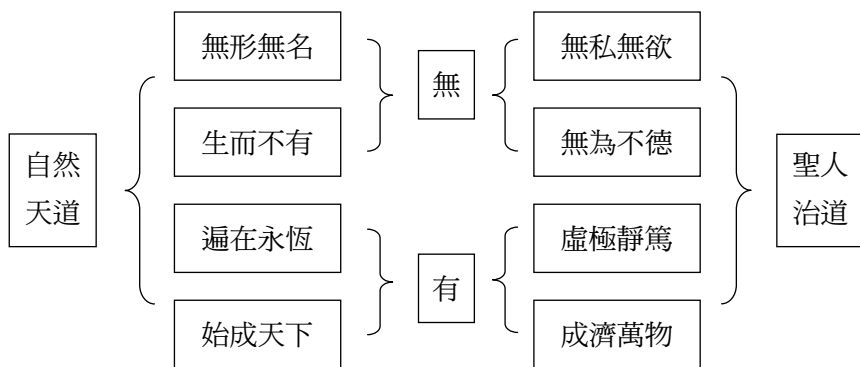 自然
天道
無形無名
生而不有
遍在永恆
始成天下
無
有
無私無欲
無為不德
虛極靜篤
成濟萬物
聖人
治道